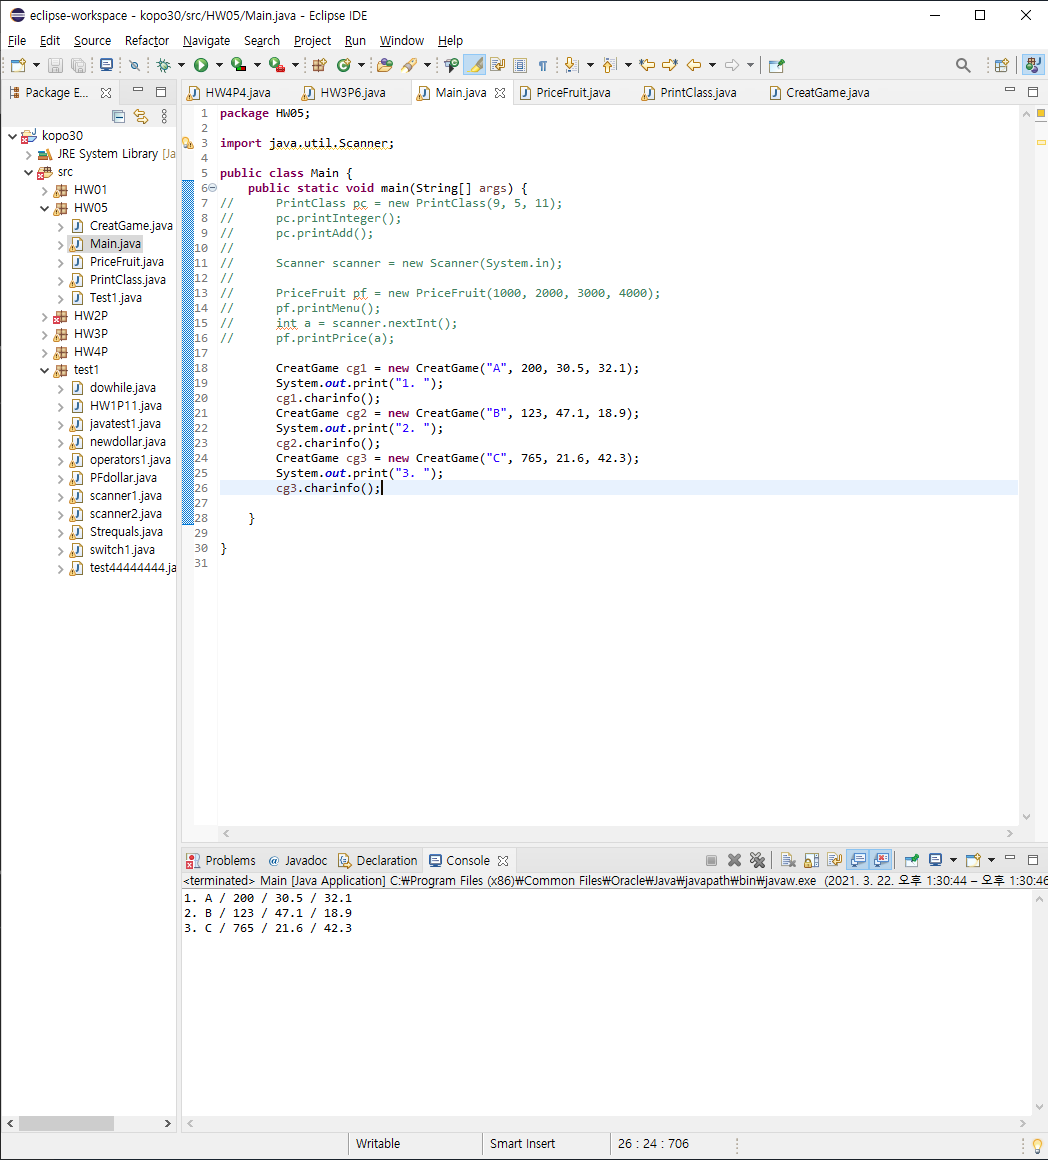 eclipse-workspace - kopo30/src/HW05/Main.java - Eclipse IDE
File Edit Source Refactor Navigate Search Project Run Window Help
Package E...
HW4P4.java HW3P6.java Main.java PriceFruit.java PrintClass.java CreatGame.java
kopo30
JRE System Library [Ja
src
HW01
HW05
CreatGame.java
Main.java
PriceFruit.java
PrintClass.java
Test1.java
HW2P
HW3P
HW4P
test1
dowhile.java
HW1P11.java
javatest1.java
newdollar.java
operators1.java
PFdollar.java
scanner1.java
scanner2.java
Strequals.java
switch1.java
test44444444.ja
1 package HW05;
2
3 import java.util.Scanner;
4
5 public class Main {
6 public static void main(String[] args) {
7 // PrintClass pc = new PrintClass(9, 5, 11);
8 // pc.printInteger();
9 // pc.printAdd();
10 //
11 // Scanner scanner = new Scanner(System.in);
12 //
13 // PriceFruit pf = new PriceFruit(1000, 2000, 3000, 4000);
14 // pf.printMenu();
15 // int a = scanner.nextInt();
16 // pf.printPrice(a);
17
18 CreatGame cg1 = new CreatGame("A", 200, 30.5, 32.1);
19 System.out.print("1. ");
20 cg1.charinfo();
21 CreatGame cg2 = new CreatGame("B", 123, 47.1, 18.9);
22 System.out.print("2. ");
23 cg2.charinfo();
24 CreatGame cg3 = new CreatGame("C", 765, 21.6, 42.3);
25 System.out.print("3. ");
26 cg3.charinfo();
27
28 }
29
30 }
31
Problems Javadoc Declaration Console
<terminated> Main [Java Application] C:₩Program Files (x86)₩Common Files₩Oracle₩Java₩javapath₩bin₩javaw.exe (2021. 3. 22. 오후 1:30:44 – 오후 1:30:46
1. A / 200 / 30.5 / 32.1
2. B / 123 / 47.1 / 18.9
3. C / 765 / 21.6 / 42.3
Writable Smart Insert 26 : 24 : 706